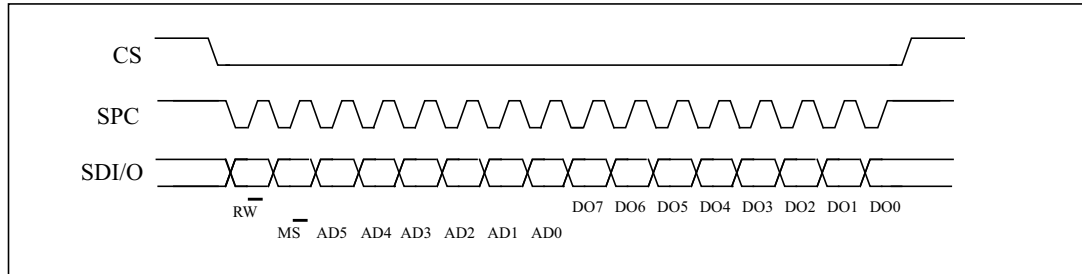 CS
SPC
SDI/O
RW
DO7 DO6 DO5 DO4 DO3 DO2 DO1 DO0
MS AD5 AD4 AD3 AD2 AD1 AD0